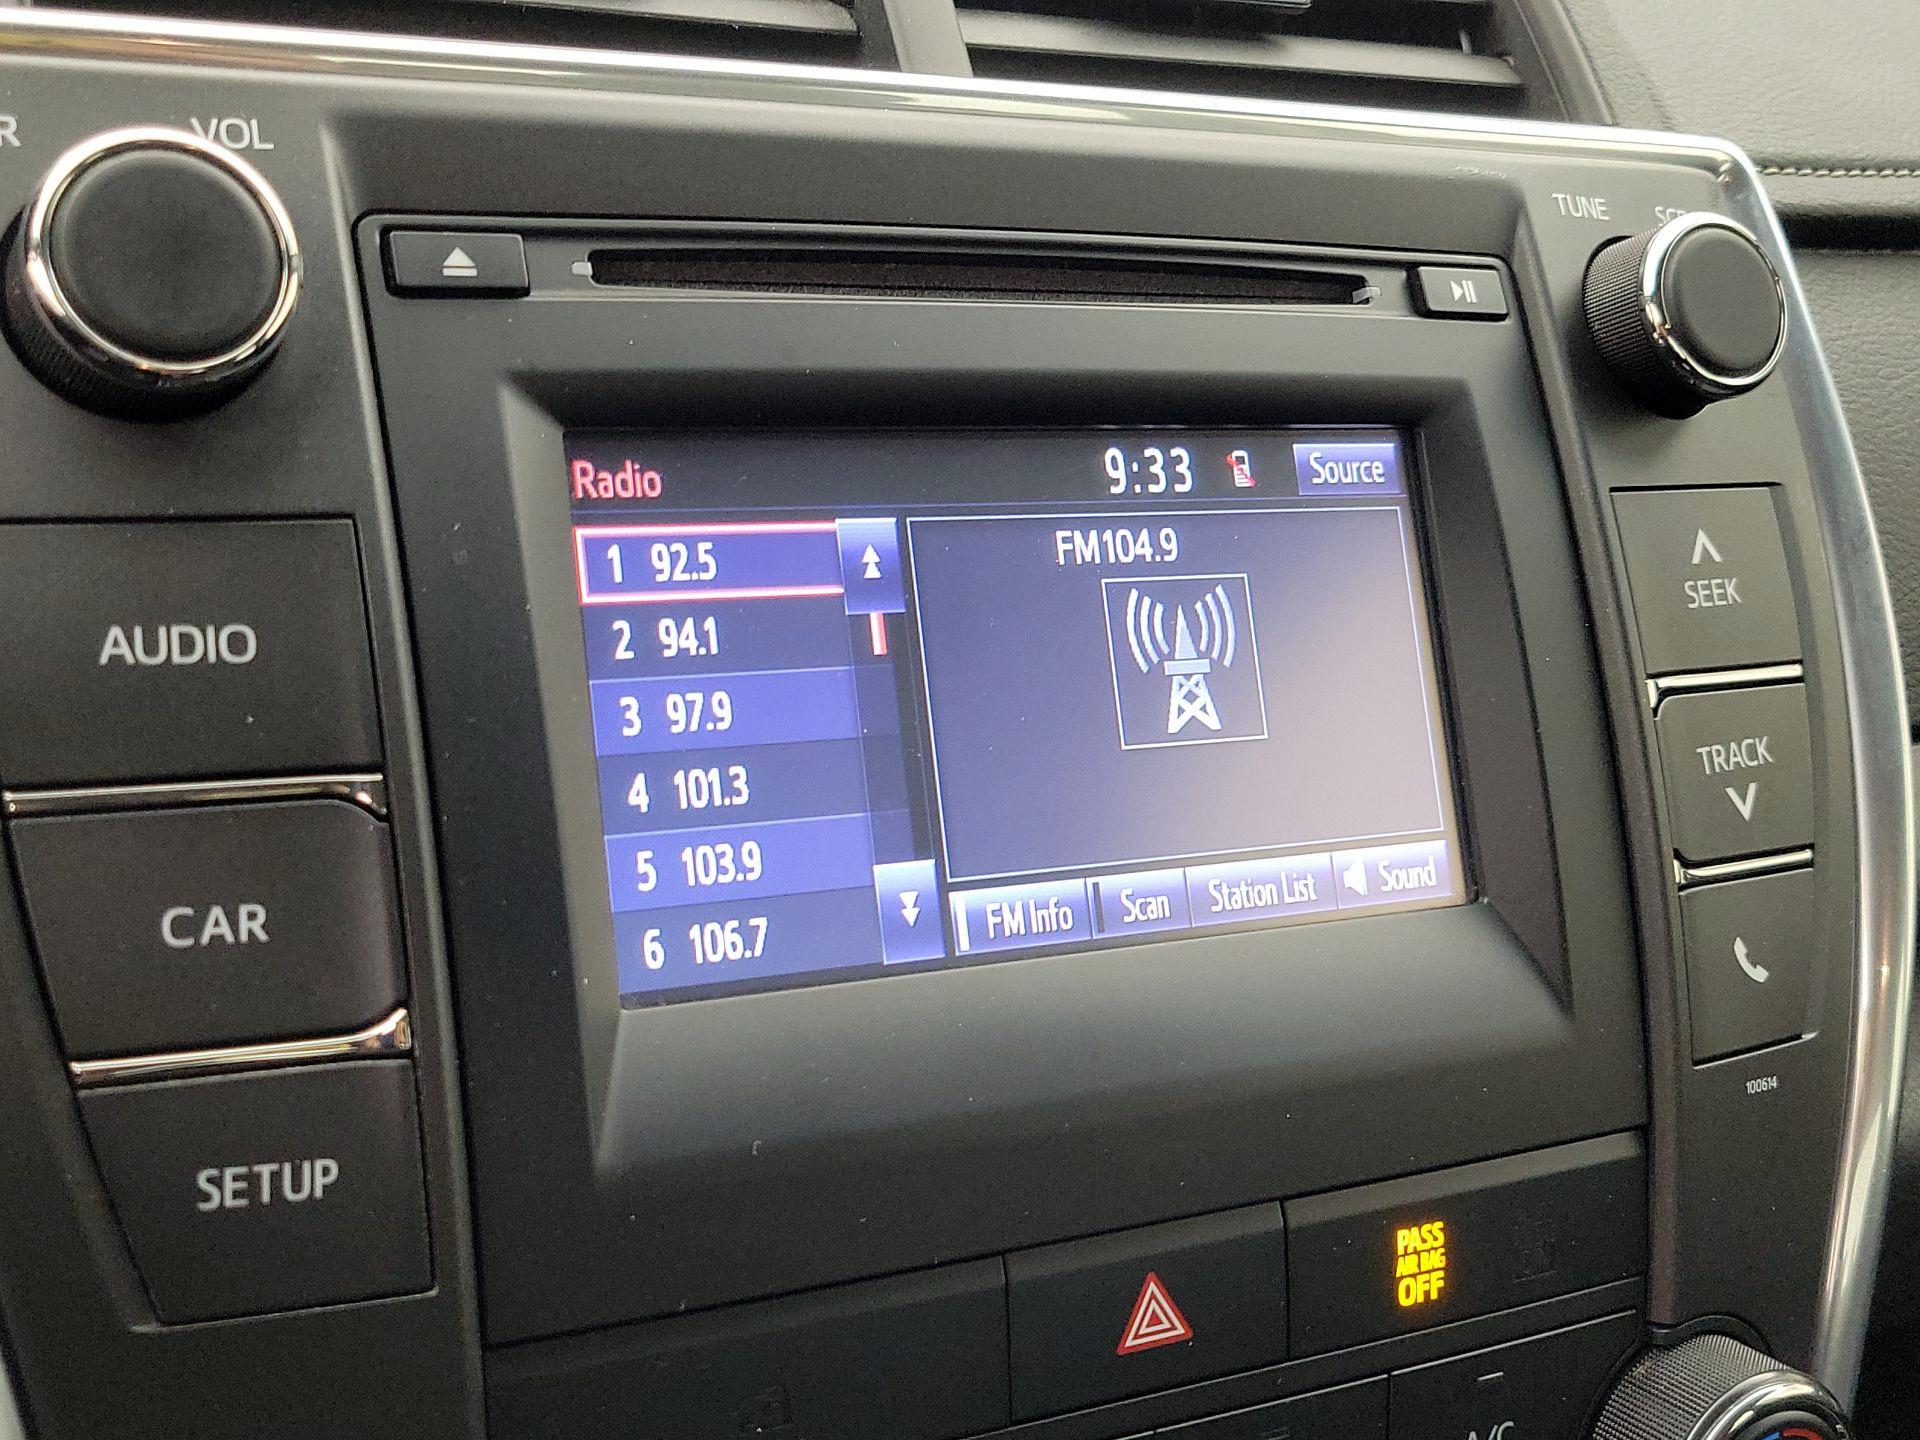 VOL
TUNE
Radio
9:33
Source
1 92.5
2 94.1
3 97.9
4 101.3
5 103.9
6 106.7
FM104.9
FM Info
Scan
Station List
Sound
AUDIO
CAR
SETUP
SEEK
TRACK
100614
PASS
AIR BAG
OFF
A/C